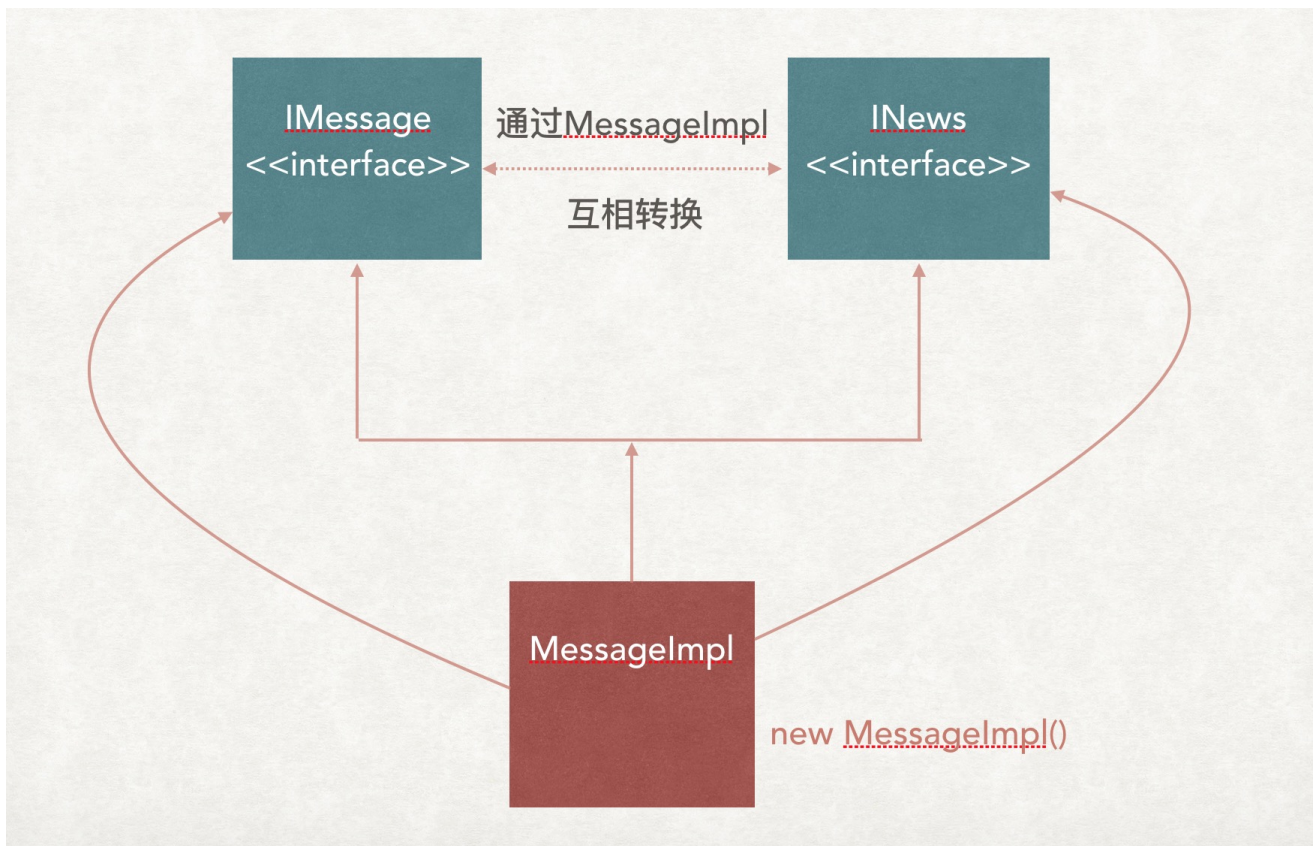 IMessage
<<interface>>
通过MessageImpl
互相转换
INews
<<interface>>
MessageImpl
new MessageImpl()